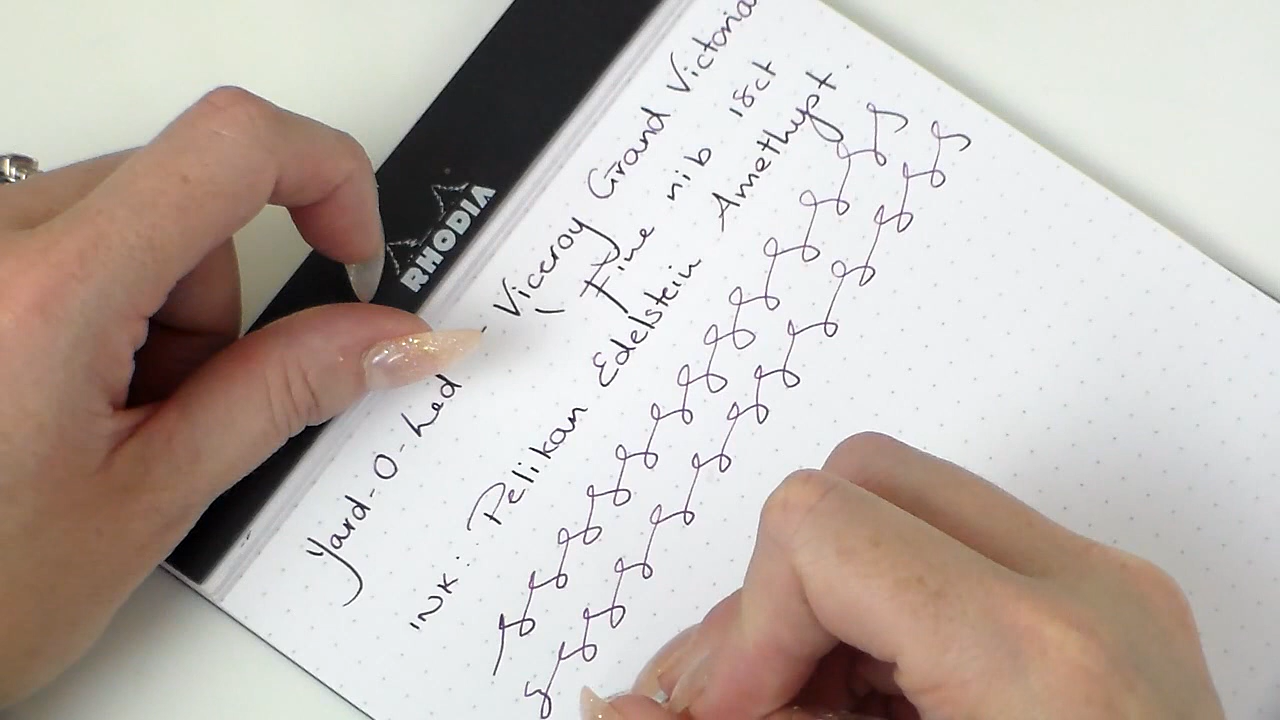 RHODIA
Yard-O-Led - Viceroy Grand Victorian
( Fine nib 18ct
INK: Pelikan Edelstein Amethyst.